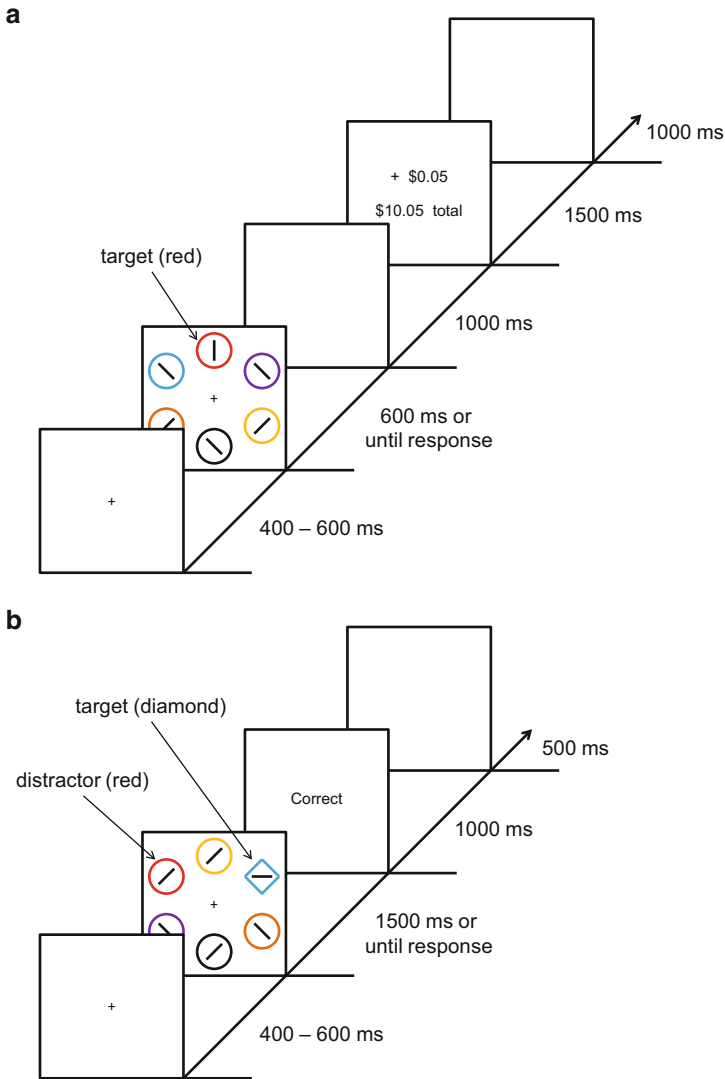 a
1000 ms
+ $0.05
$10.05 total
1500 ms
target (red)
1000 ms
+
600 ms or
until response
+
400 – 600 ms
b
target (diamond)
500 ms
distractor (red)
Correct
1000 ms
+
1500 ms or
until response
+
400 – 600 ms